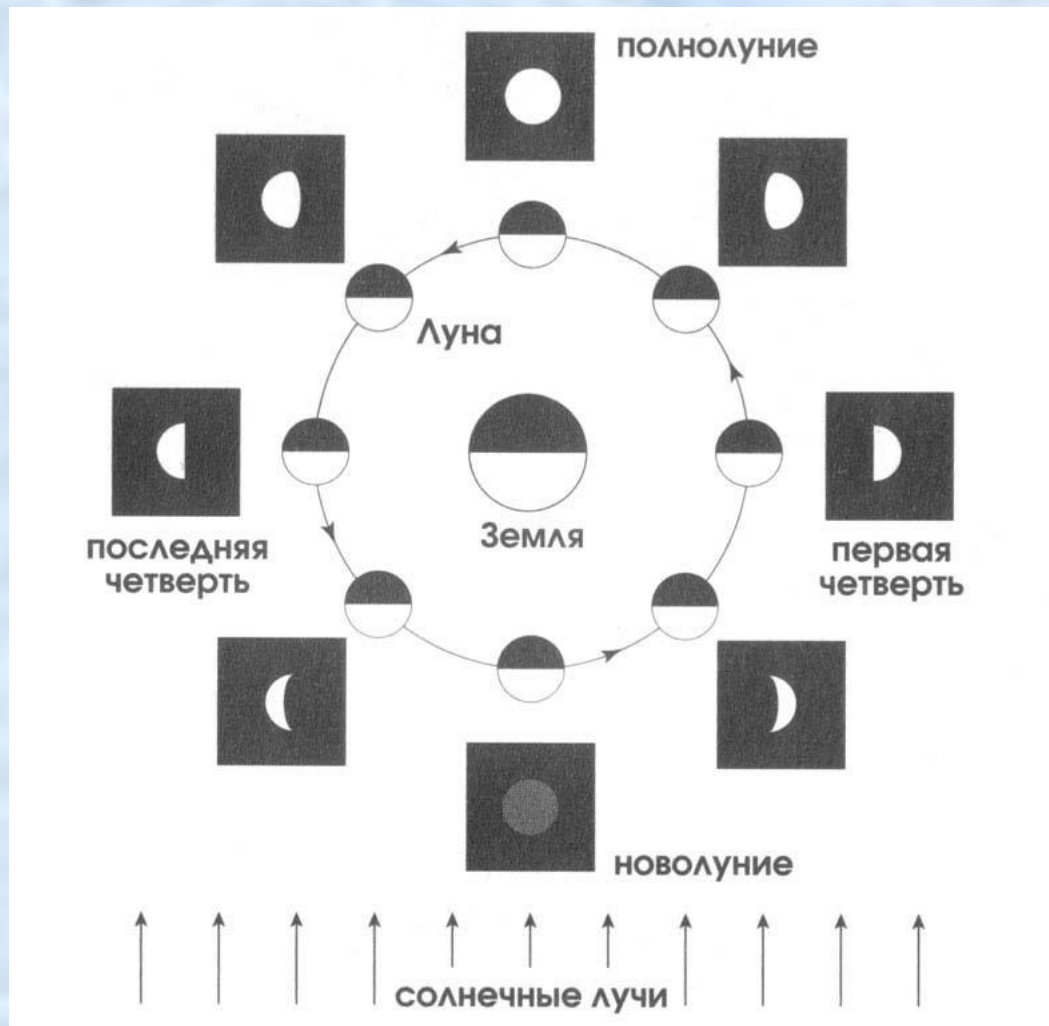 полнолуние
Луна
Земля
последняя
четверть
первая
четверть
новолуние
солнечные лучи